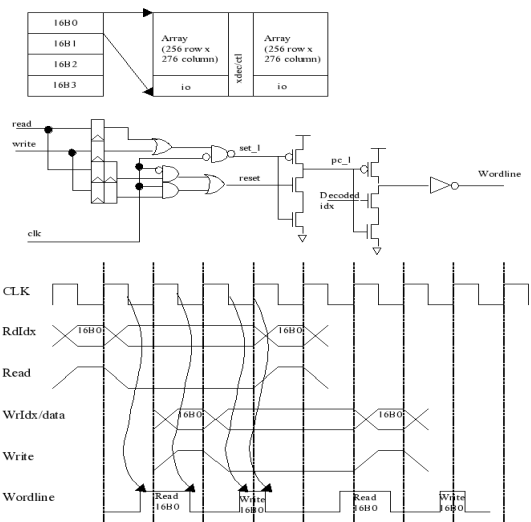 16B0
16B1
16B2
16B3
Array
(256 row x
276 column)
io
xdec/ctl
Array
(256 row x
276 column)
io
read
write
clk
set_l
reset
pc_l
Decoded
idx
Wordline
CLK
RdIdx
16B0
16B0
Read
WrIdx/data
16B0
16B0
Write
Wordline
Read
16B0
Write
16B0
Read
16B0
Write
16B0